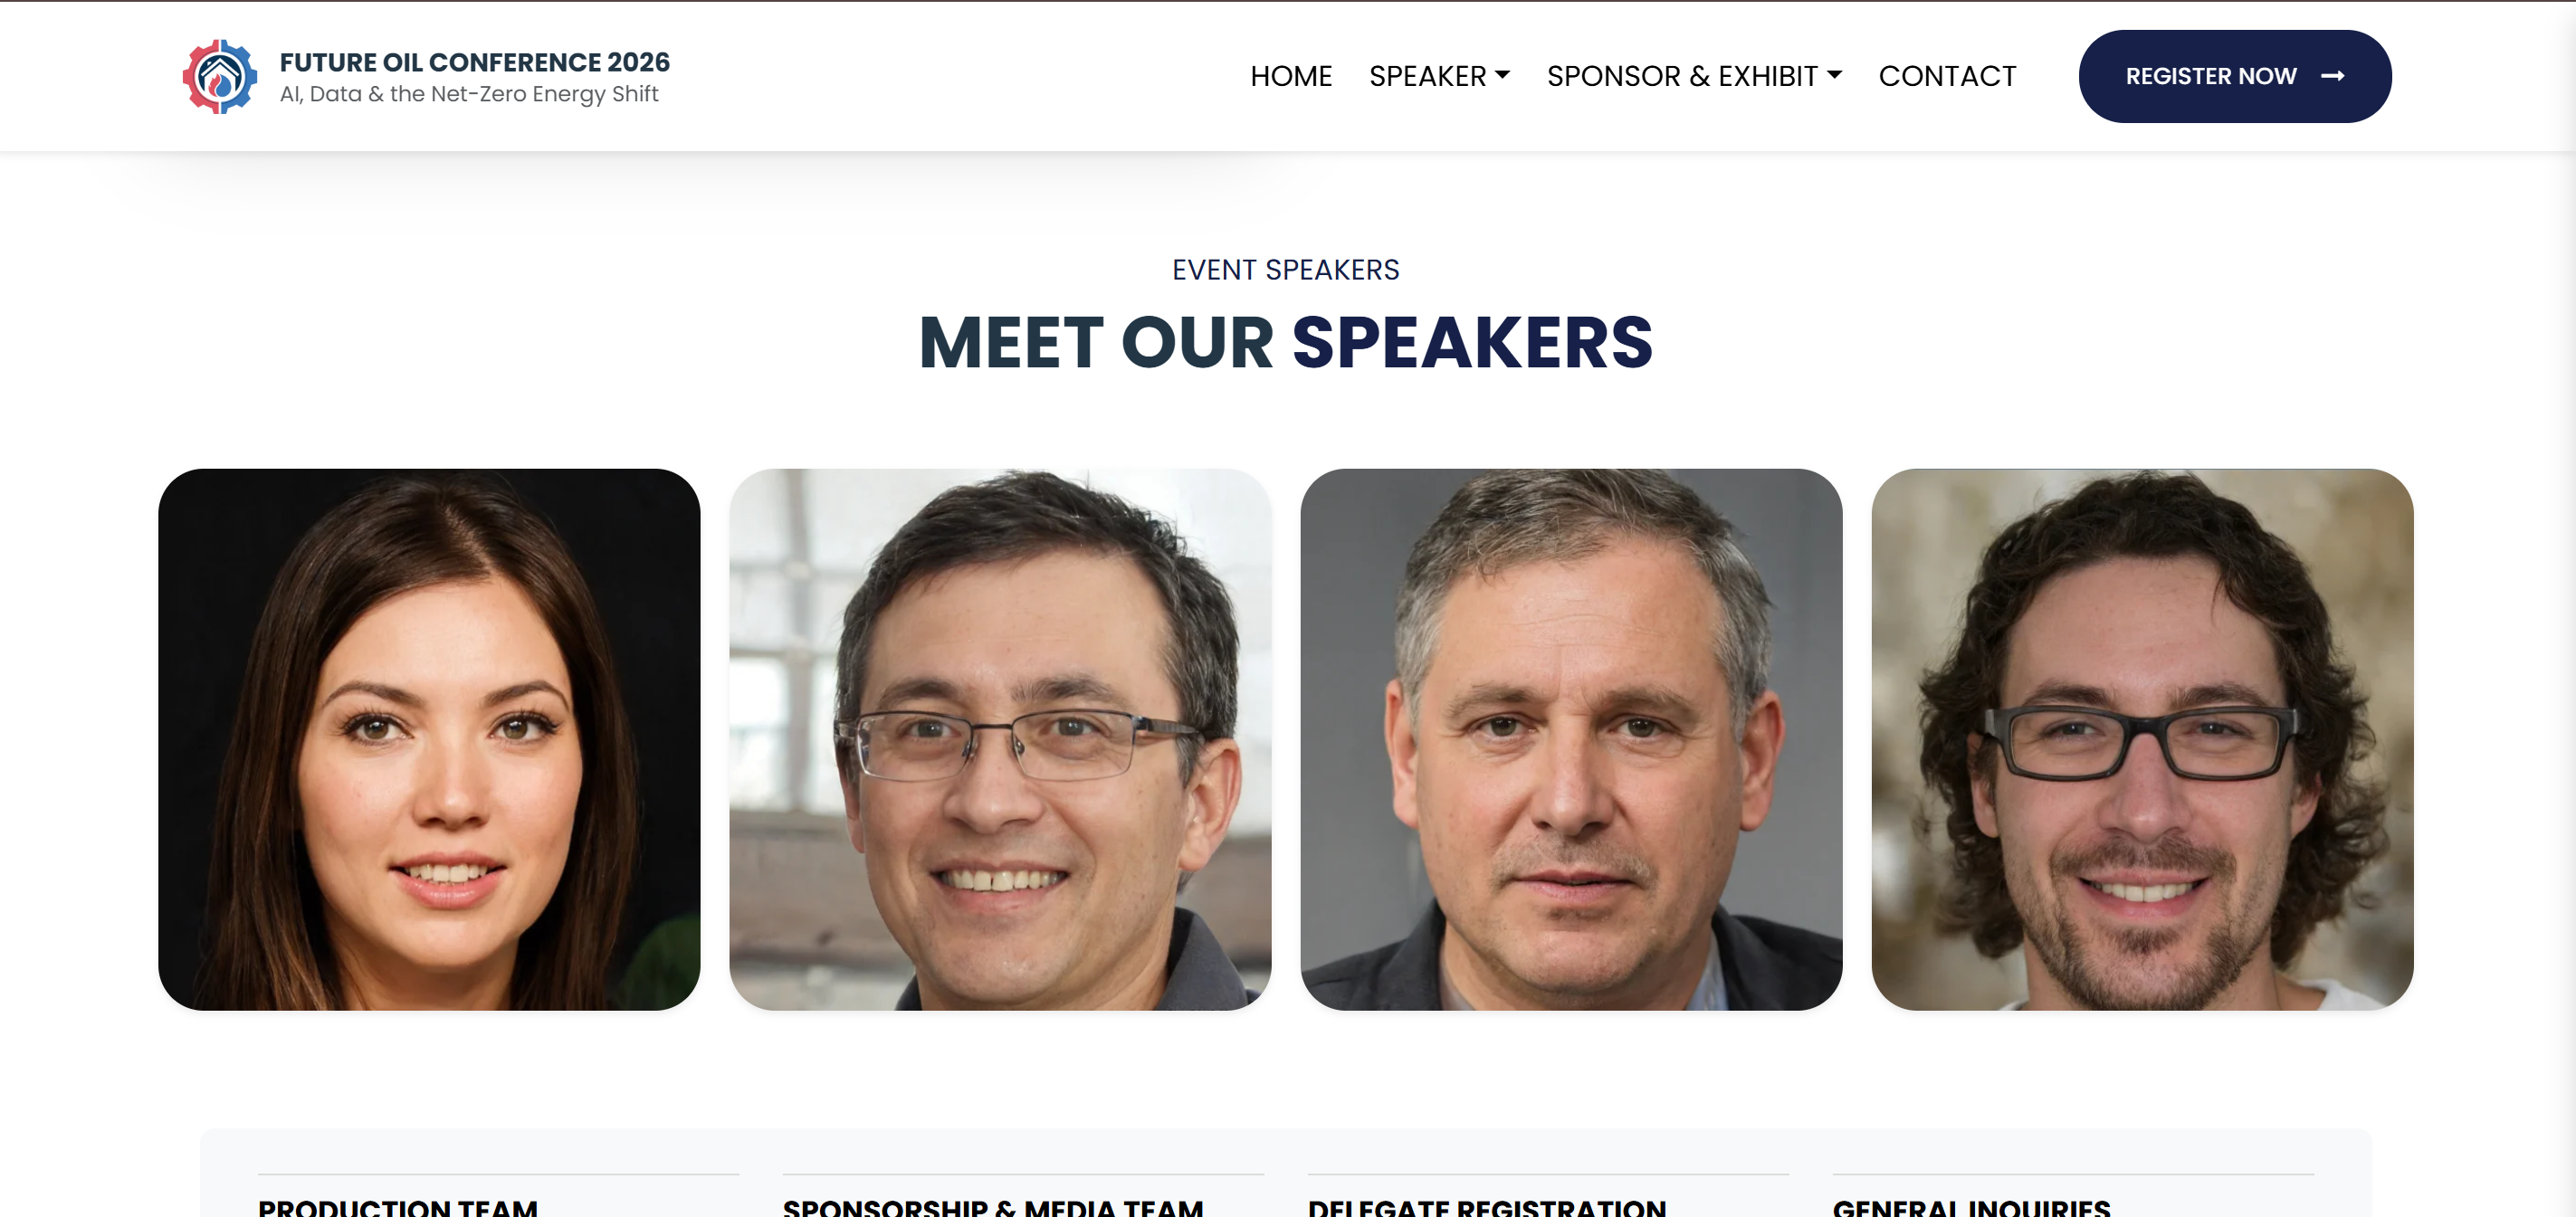 FUTURE OIL CONFERENCE 2026
AI, Data & the Net-Zero Energy Shift
HOME SPEAKER SPONSOR & EXHIBIT CONTACT REGISTER NOW
EVENT SPEAKERS
MEET OUR SPEAKERS
PRODUCTION TEAM SPONSORSHIP & MEDIA TEAM DELEGATE REGISTRATION GENERAL INQUIRIES